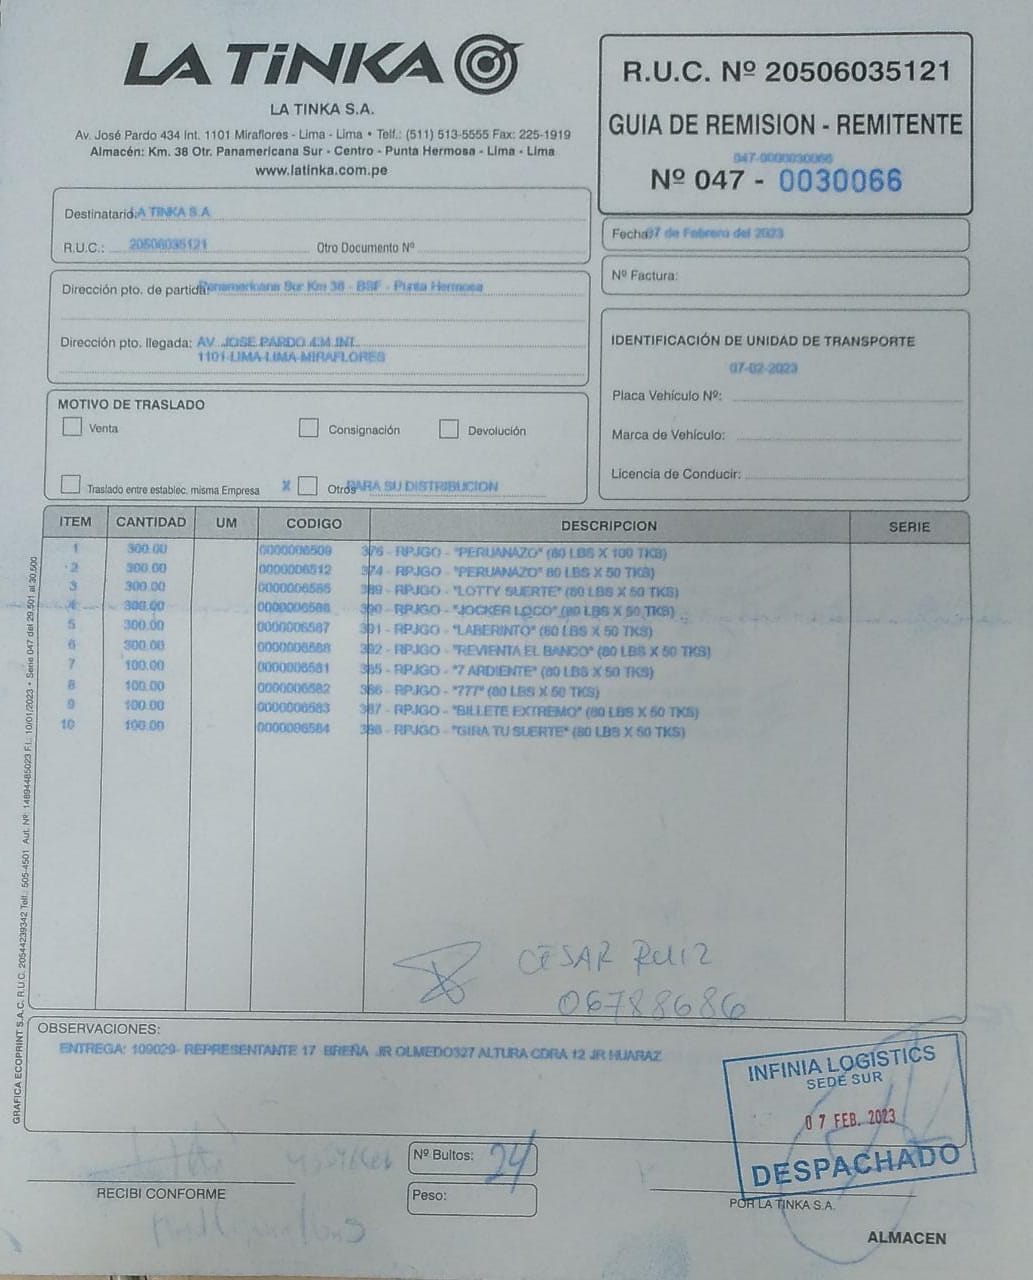 LA TiNKA
LA TINKA S.A.
Av. José Pardo 434 Int. 1101 Miraflores - Lima - Lima • Telf.: (511) 513-5555 Fax: 225-1919
Almacén: Km. 38 Otr. Panamericana Sur - Centro - Punta Hermosa - Lima - Lima
www.latinka.com.pe
R.U.C. Nº 20506035121
GUIA DE REMISION - REMITENTE
047-0000030066
Nº 047 - 0030066
Destinatario: A TINKA S.A
R.U.C.: 20506035121 Otro Documento Nº
Fecha: 07 de Febrero del 2023
Nº Factura:
Dirección pto. de partida: Panamericana Sur Km 38 - BSF - Punta Hermosa
Dirección pto. llegada: AV. JOSE PARDO 434 INT.
1101-LIMA-LIMA-MIRAFLORES
IDENTIFICACIÓN DE UNIDAD DE TRANSPORTE
07-02-2023
Placa Vehículo Nº:
Marca de Vehículo:
Licencia de Conducir:
MOTIVO DE TRASLADO
Venta Consignación Devolución
Traslado entre establec. misma Empresa X Otros PARA SU DISTRIBUCION
ITEM CANTIDAD UM CODIGO DESCRIPCION SERIE
1 300.00 0000006509 376 - RPJGO - "PERUANAZO" (80 LBS X 100 TKS)
2 300.00 0000006512 374 - RPJGO - "PERUANAZO" 80 LBS X 50 TKS)
3 300.00 0000006585 389 - RPJGO - "LOTTY SUERTE" (80 LBS X 50 TKS)
4 300.00 0000006586 390 - RPJGO - "JOCKER LOCO" (80 LBS X 50 TKS)
5 300.00 0000006587 391 - RPJGO - "LABERINTO" (80 LBS X 50 TKS)
6 300.00 0000006588 392 - RPJGO - "REVIENTA EL BANCO" (80 LBS X 50 TKS)
7 100.00 0000006581 385 - RPJGO - "7 ARDIENTE" (80 LBS X 50 TKS)
8 100.00 0000006582 386 - RPJGO - "777" (80 LBS X 50 TKS)
9 100.00 0000006583 387 - RPJGO - "BILLETE EXTREMO" (80 LBS X 50 TKS)
10 100.00 0000006584 388 - RPJGO - "GIRA TU SUERTE" (80 LBS X 50 TKS)
CESAR RUIZ
06788686
OBSERVACIONES:
ENTREGA: 109029- REPRESENTANTE 17 BREÑA JR OLMEDO327 ALTURA CDRA 12 JR HUARAZ
INFINIA LOGISTICS
SEDE SUR
07 FEB. 2023
DESPACHADO
Nº Bultos: 24
Peso:
RECIBI CONFORME
POR LA TINKA S.A.
ALMACEN
GRAFICA ECOPRINT S.A.C. R.U.C. 20544239342 Telf.: 505-4501 Aut. Nº: 14894485023 F.I.: 10/01/2023 • Serie 047 del 29,501 al 30,500